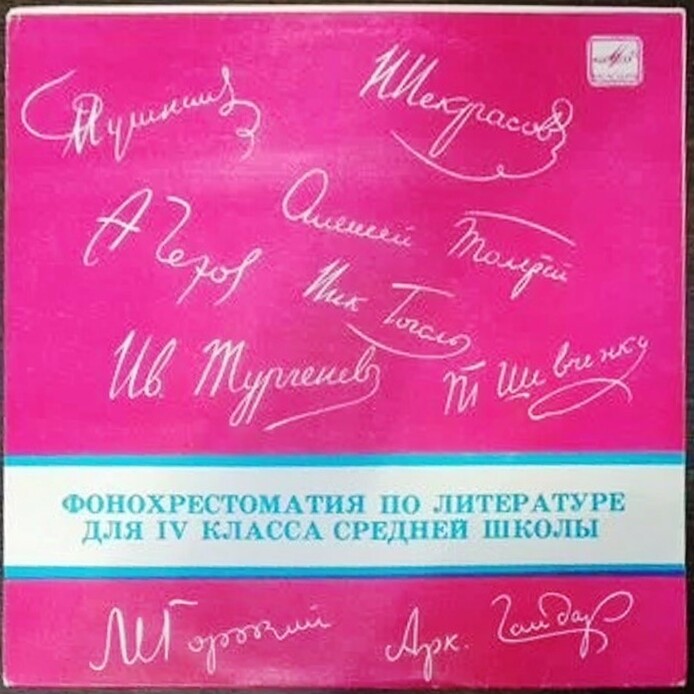 Пушкин
Н Некрасов
А Чехов
Алексей Толстой
Ник Гоголь
Ив. Тургенев
Т Шевченко
ФОНОХРЕСТОМАТИЯ ПО ЛИТЕРАТУРЕ
ДЛЯ IV КЛАССА СРЕДНЕЙ ШКОЛЫ
М Горький
Арк. Гайдар